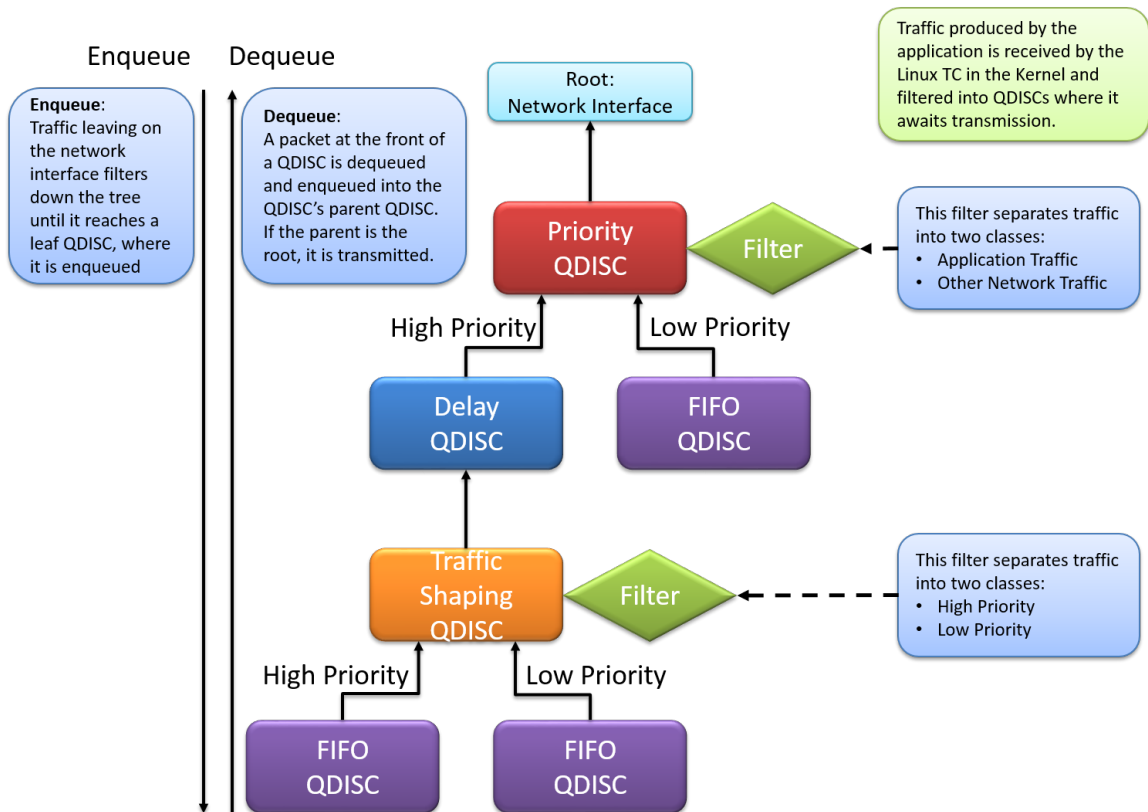 Enqueue
Dequeue
Enqueue:
Traffic leaving on
the network
interface filters
down the tree
until it reaches a
leaf QDISC, where
it is enqueued
Dequeue:
A packet at the front of
a QDISC is dequeued
and enqueued into the
QDISC’s parent QDISC.
If the parent is the
root, it is transmitted.
Root:
Network Interface
Traffic produced by the
application is received by the
Linux TC in the Kernel and
filtered into QDISCs where it
awaits transmission.
Priority
QDISC
Filter
This filter separates traffic
into two classes:
• Application Traffic
• Other Network Traffic
High Priority
Low Priority
Delay
QDISC
FIFO
QDISC
Traffic
Shaping
QDISC
Filter
This filter separates traffic
into two classes:
• High Priority
• Low Priority
High Priority
Low Priority
FIFO
QDISC
FIFO
QDISC